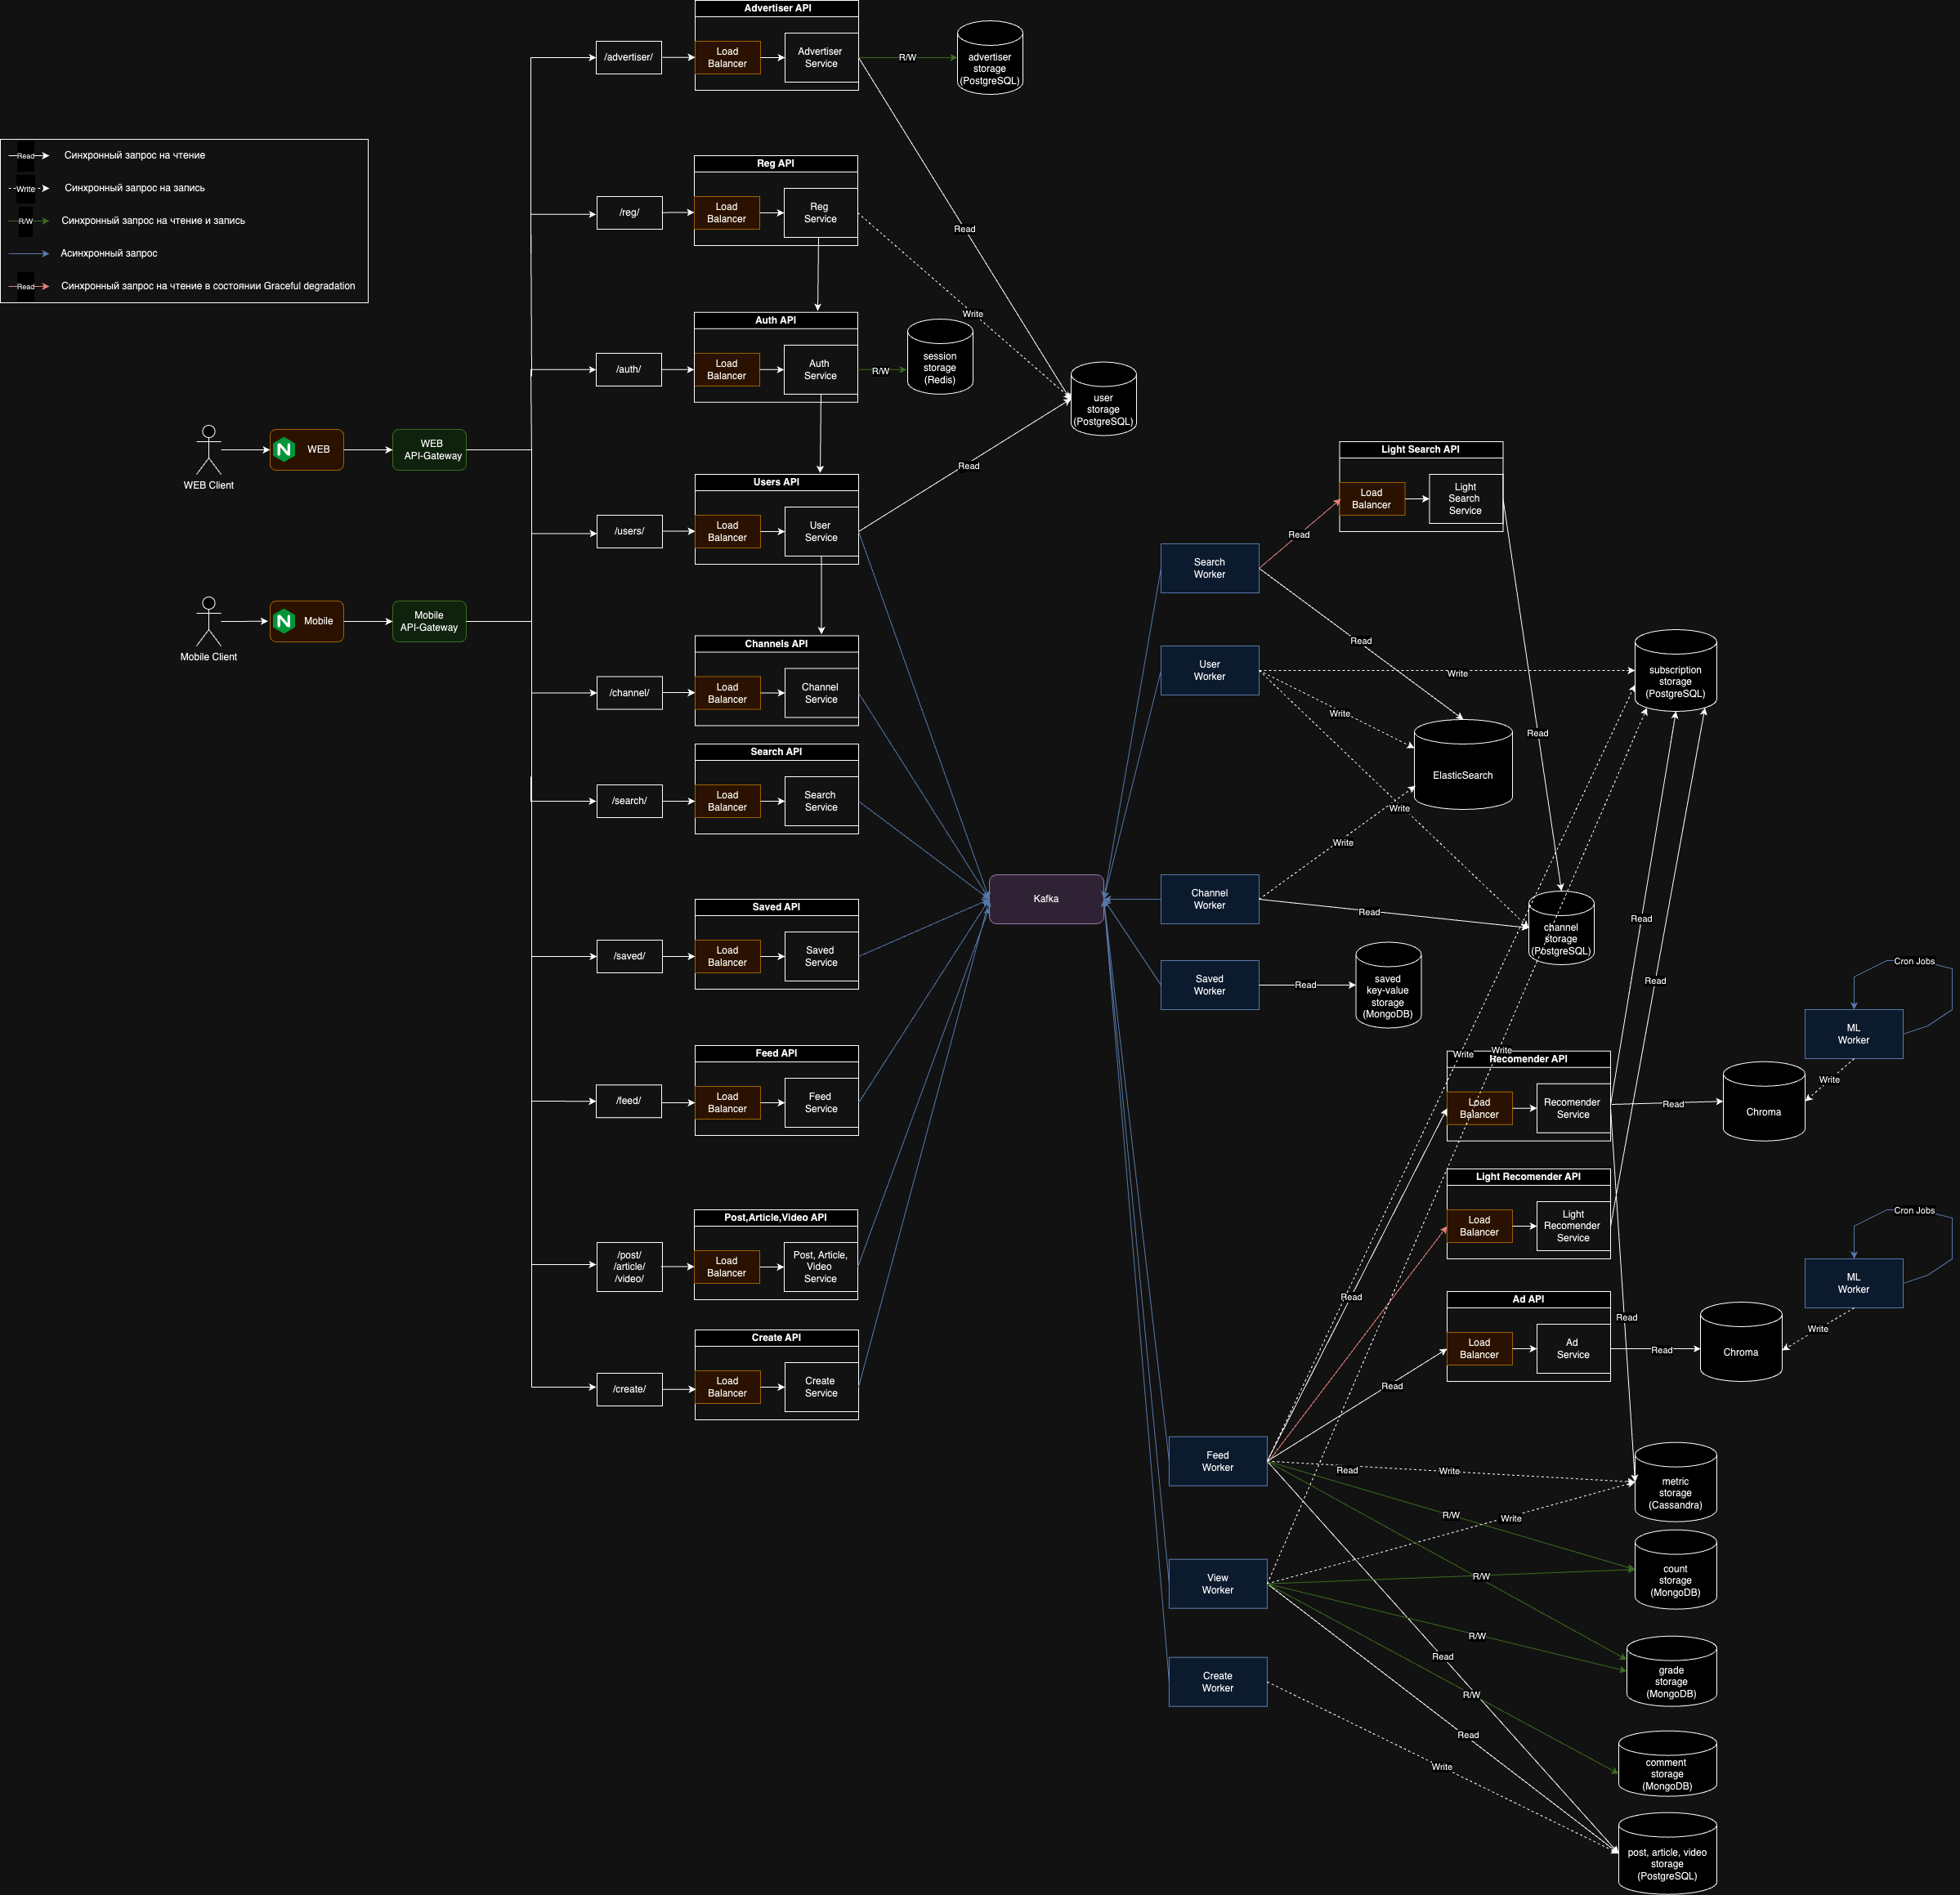 Advertiser API
/advertiser/
Load
Balancer
Advertiser
Service
R/W
advertiser
storage
(PostgreSQL)
Read
Синхронный запрос на чтение
Write
Синхронный запрос на запись
R/W
Синхронный запрос на чтение и запись
Асинхронный запрос
Read
Синхронный запрос на чтение в состоянии Graceful degradation
Reg API
/reg/
Load
Balancer
Reg
Service
Read
Write
Auth API
/auth/
Load
Balancer
Auth
Service
R/W
session
storage
(Redis)
user
storage
(PostgreSQL)
WEB Client
WEB
WEB
API-Gateway
Read
Users API
/users/
Load
Balancer
User
Service
Mobile Client
Mobile
Mobile
API-Gateway
Channels API
/channel/
Load
Balancer
Channel
Service
Search API
/search/
Load
Balancer
Search
Service
Saved API
/saved/
Load
Balancer
Saved
Service
Feed API
/feed/
Load
Balancer
Feed
Service
Post,Article,Video API
/post/
/article/
/video/
Load
Balancer
Post, Article,
Video
Service
Create API
/create/
Load
Balancer
Create
Service
Kafka
Light Search API
Load
Balancer
Light
Search
Service
Read
Search
Worker
Read
User
Worker
Write
Write
subscription
storage
(PostgreSQL)
Read
ElasticSearch
Write
Write
Channel
Worker
Read
channel
storage
(PostgreSQL)
Read
Saved
Worker
Read
saved
key-value
storage
(MongoDB)
Read
Cron Jobs
ML
Worker
Write
Write
Write
Recomender API
Load
Balancer
Recomender
Service
Read
Chroma
Light Recomender API
Load
Balancer
Light
Recomender
Service
Cron Jobs
ML
Worker
Write
Read
Ad API
Load
Balancer
Ad
Service
Read
Read
Chroma
Read
Feed
Worker
Read
Write
metric
storage
(Cassandra)
R/W
Write
View
Worker
R/W
count
storage
(MongoDB)
R/W
Read
grade
storage
(MongoDB)
Create
Worker
R/W
Read
Write
comment
storage
(MongoDB)
post, article, video
storage
(PostgreSQL)